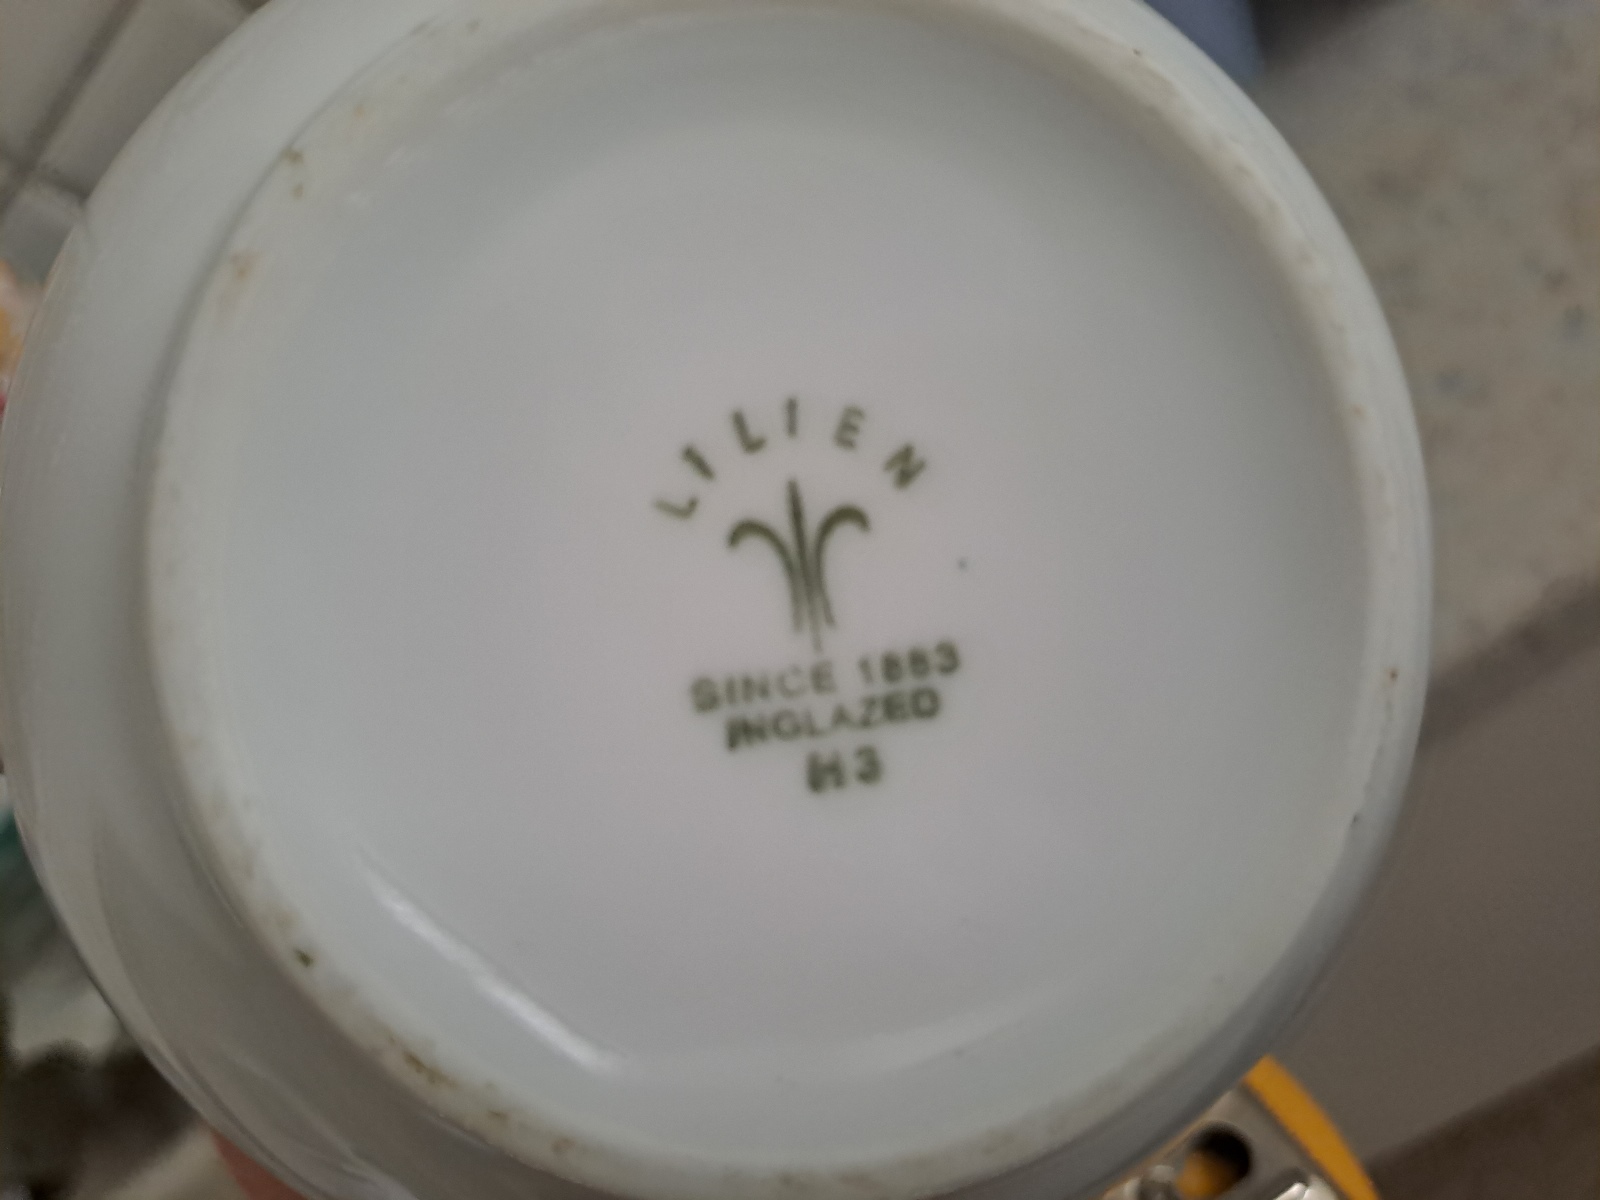 LILIEN
SINCE 1883
INGLAZED
H3